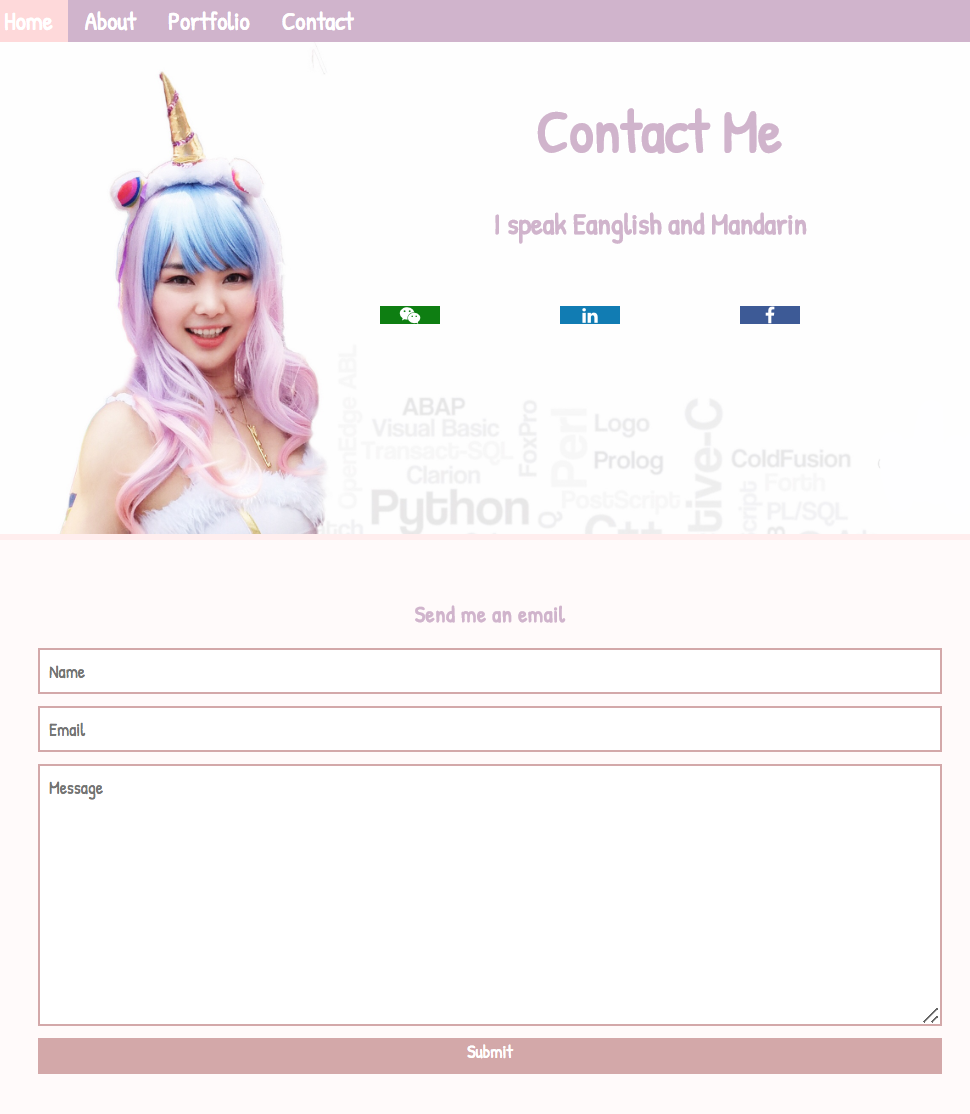 Home About Portfolio Contact
Contact Me
I speak Eanglish and Mandarin
in f
OpenEdge ABL
ABAP
Visual Basic
Transact-SQL
Clarion
Python
FoxPro
Perl
Logo
Prolog
PostScript
ColdFusion
Forth
PL/SQL
Send me an email
Name
Email
Message
Submit